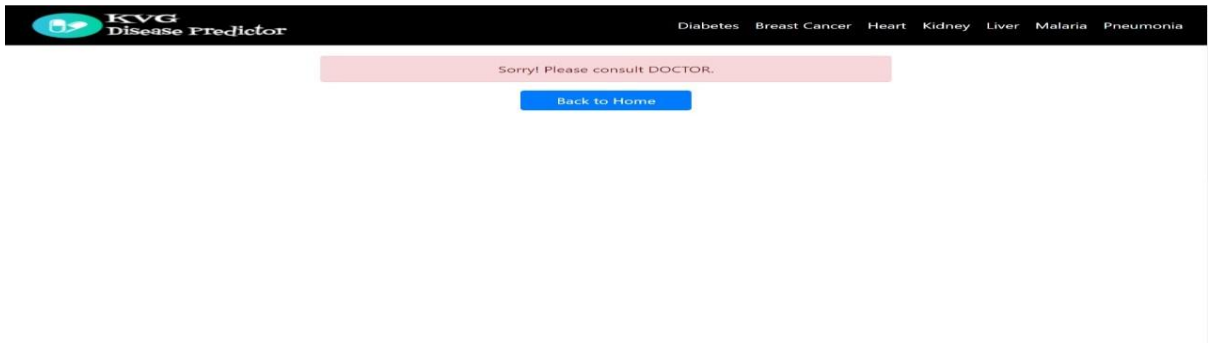 KVG
Disease Predictor
Diabetes Breast Cancer Heart Kidney Liver Malaria Pneumonia
Sorry! Please consult DOCTOR.
Back to Home